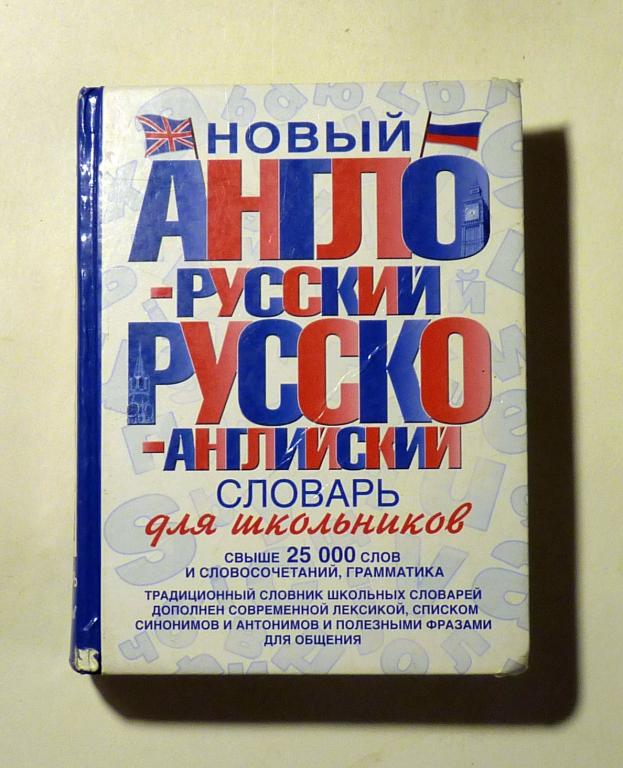 НОВЫЙ
АНГЛО
-РУССКИЙ
РУССКО
-АНГЛИЙСКИЙ
СЛОВАРЬ
для школьников
СВЫШЕ 25 000 СЛОВ
И СЛОВОСОЧЕТАНИЙ, ГРАММАТИКА
ТРАДИЦИОННЫЙ СЛОВНИК ШКОЛЬНЫХ СЛОВАРЕЙ
ДОПОЛНЕН СОВРЕМЕННОЙ ЛЕКСИКОЙ, СПИСКОМ
СИНОНИМОВ И АНТОНИМОВ И ПОЛЕЗНЫМИ ФРАЗАМИ
ДЛЯ ОБЩЕНИЯ